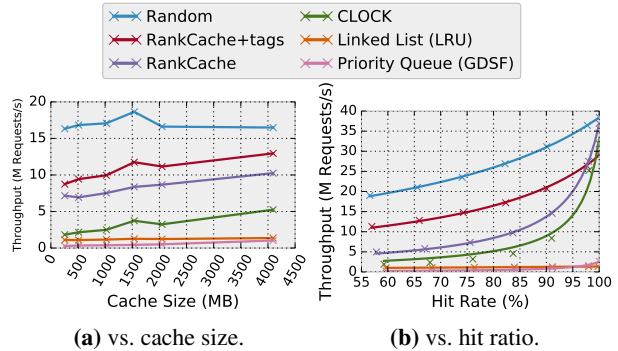 Random
RankCache+tags
RankCache
CLOCK
Linked List (LRU)
Priority Queue (GDSF)
Throughput (M Requests/s)
20
15
10
5
0
0
500
1000
1500
2000
2500
3000
3500
4000
4500
Cache Size (MB)
(a) vs. cache size.
Throughput (M Requests/s)
40
35
30
25
20
15
10
5
0
55
60
65
70
75
80
85
90
95
100
Hit Rate (%)
(b) vs. hit ratio.